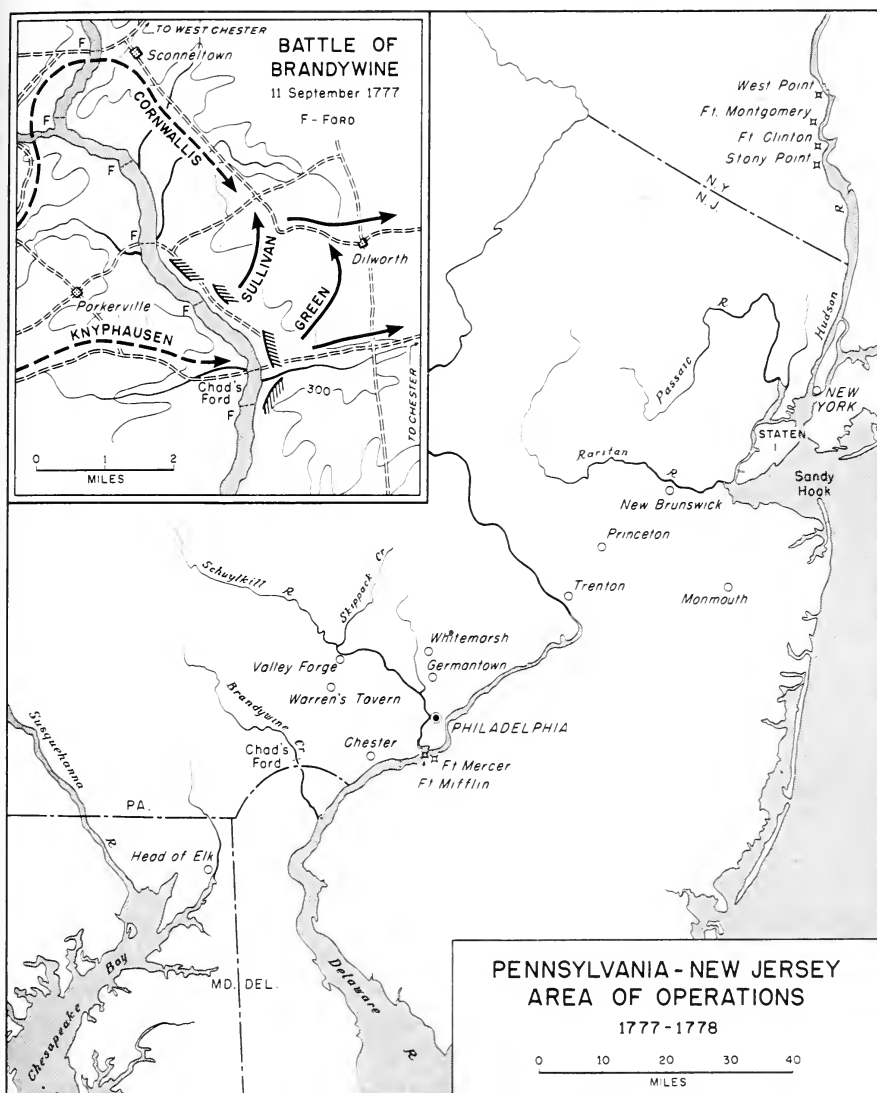 TO WEST CHESTER
Sconneltown
BATTLE OF
BRANDYWINE
11 September 1777
F - FORD
F
F
F
F
F
F
CORNWALLIS
SULLIVAN
GREEN
Dilworth
Porkerville
KNYPHAUSEN
Chad's
Ford
300
TO CHESTER
0 1 2
MILES
West Point
Ft. Montgomery
Ft Clinton
Stony Point
N.Y.
N.J.
R.
Hudson
Passaic
R.
NEW
YORK
STATEN
I
Sandy
Hook
Raritan
R.
New Brunswick
Princeton
Trenton
Monmouth
Schuylkill
R
Skippack Cr.
Whitemarsh
Germantown
Valley Forge
Warren's Tavern
PHILADELPHIA
Brandywine
Cr.
Chad's
Ford
Chester
Ft Mercer
Ft Mifflin
Susquehanna
R
PA.
Head of Elk
MD. DEL.
Chesapeake
Bay
Delaware
R
PENNSYLVANIA - NEW JERSEY
AREA OF OPERATIONS
1777-1778
0 10 20 30 40
MILES